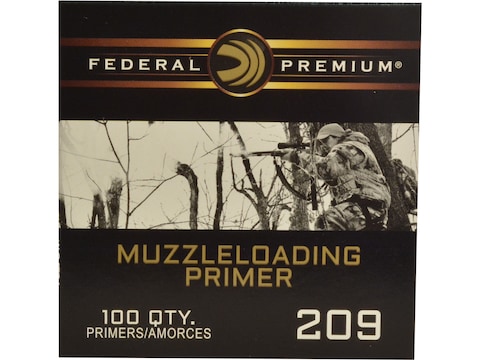 FEDERAL PREMIUM®
MUZZLELOADING
PRIMER
100 QTY.
PRIMERS/AMORCES
209